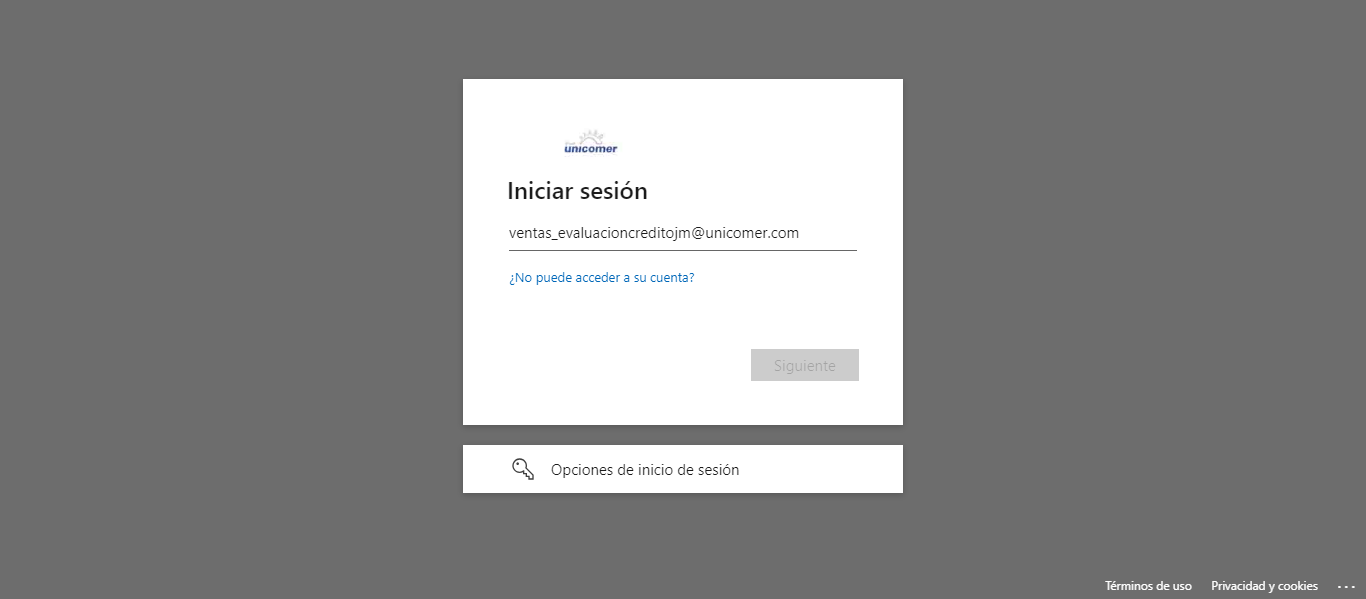 unicomer
Iniciar sesión
ventas_evaluacioncreditojm@unicomer.com
¿No puede acceder a su cuenta?
Siguiente
Opciones de inicio de sesión
Términos de uso Privacidad y cookies ...